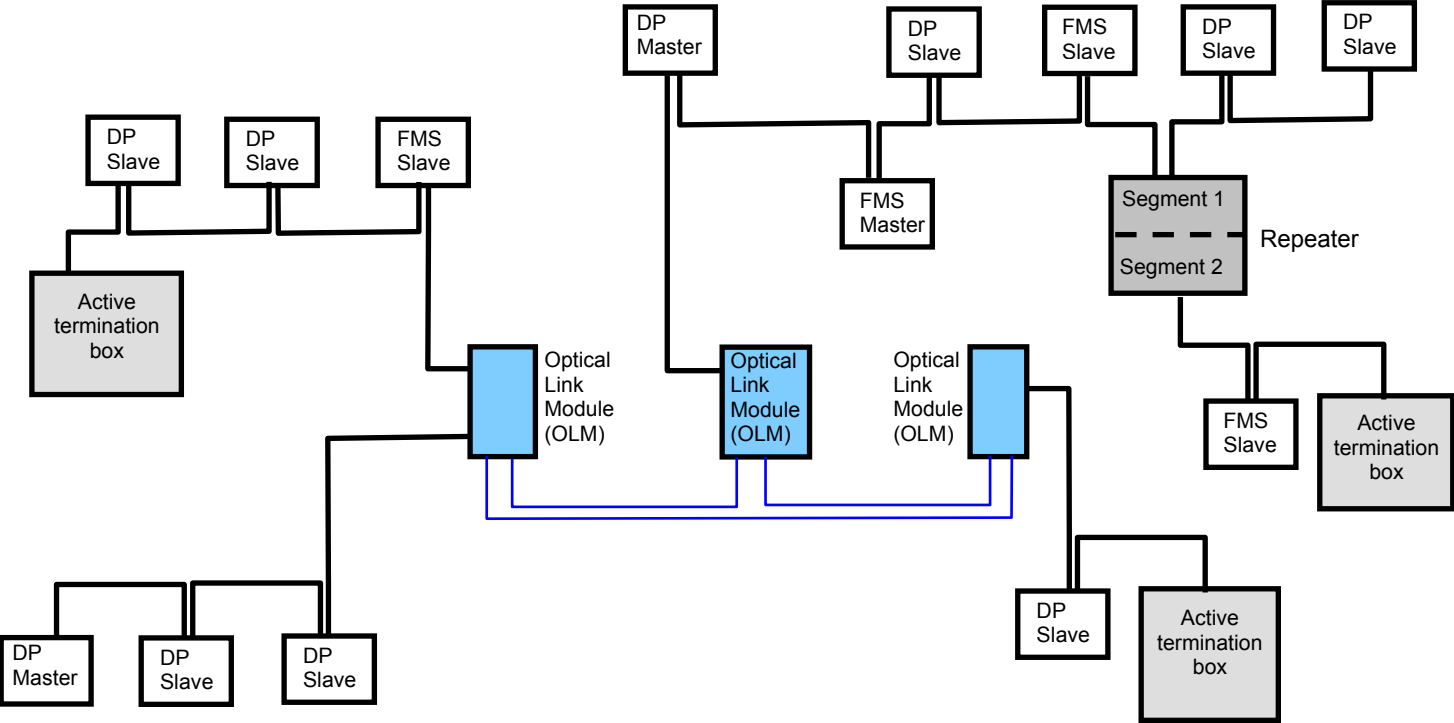 DP
Master
DP
Slave
FMS
Slave
DP
Slave
DP
Slave
DP
Slave
DP
Slave
FMS
Slave
FMS
Master
Segment 1
Segment 2
Repeater
Active
termination
box
Optical
Link
Module
(OLM)
Optical
Link
Module
(OLM)
Optical
Link
Module
(OLM)
FMS
Slave
Active
termination
box
DP
Master
DP
Slave
DP
Slave
DP
Slave
Active
termination
box